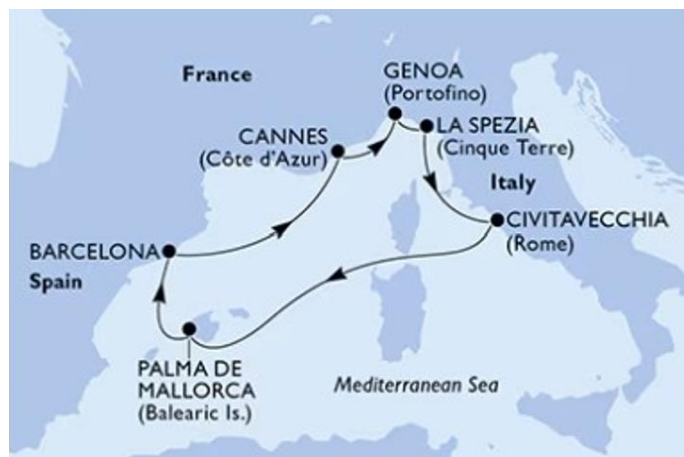 France
GENOA
(Portofino)
CANNES
(Côte d'Azur)
LA SPEZIA
(Cinque Terre)
Italy
CIVITAVECCHIA
(Rome)
BARCELONA
Spain
PALMA DE
MALLORCA
(Balearic Is.)
Mediterranean Sea